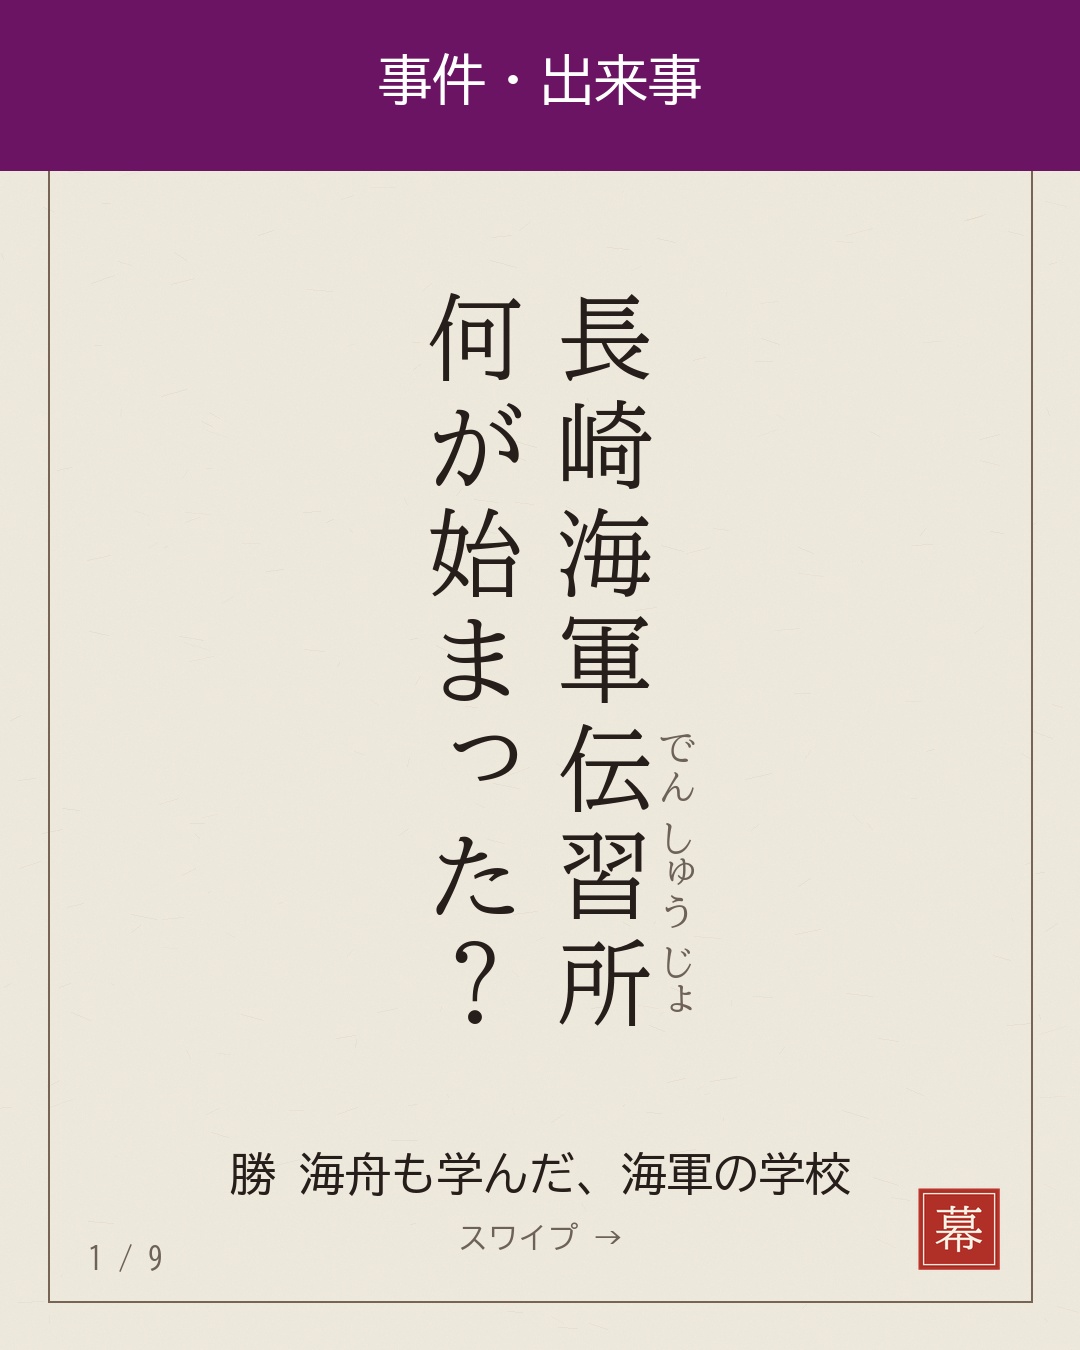 事件・出来事
長崎海軍伝習所
でんしゅうじょ
何が始まった？
勝 海舟も学んだ、海軍の学校
スワイプ →
1 / 9
幕